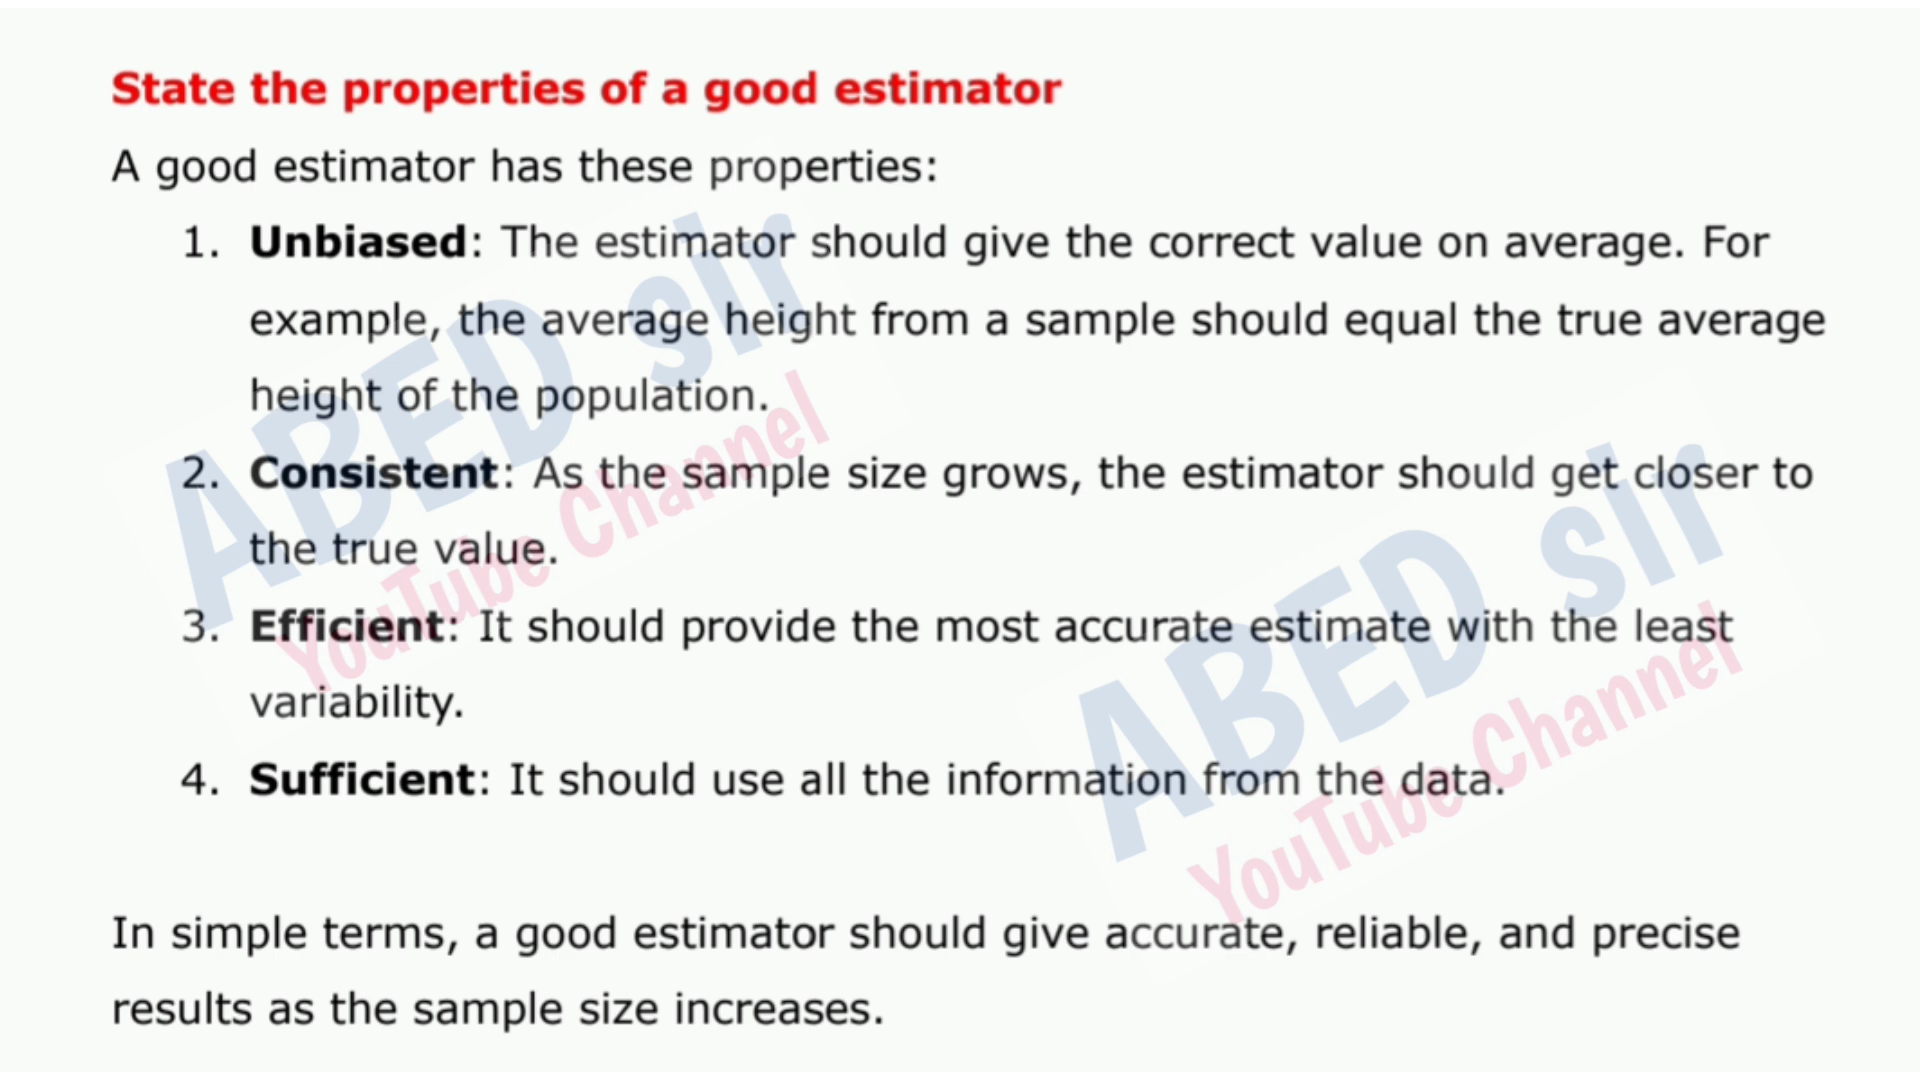 State the properties of a good estimator
A good estimator has these properties:
1. Unbiased: The estimator should give the correct value on average. For
example, the average height from a sample should equal the true average
height of the population.
2. Consistent: As the sample size grows, the estimator should get closer to
the true value.
3. Efficient: It should provide the most accurate estimate with the least
variability.
4. Sufficient: It should use all the information from the data.
In simple terms, a good estimator should give accurate, reliable, and precise
results as the sample size increases.
ABED slr
YouTube Channel
ABED slr
YouTube Channel